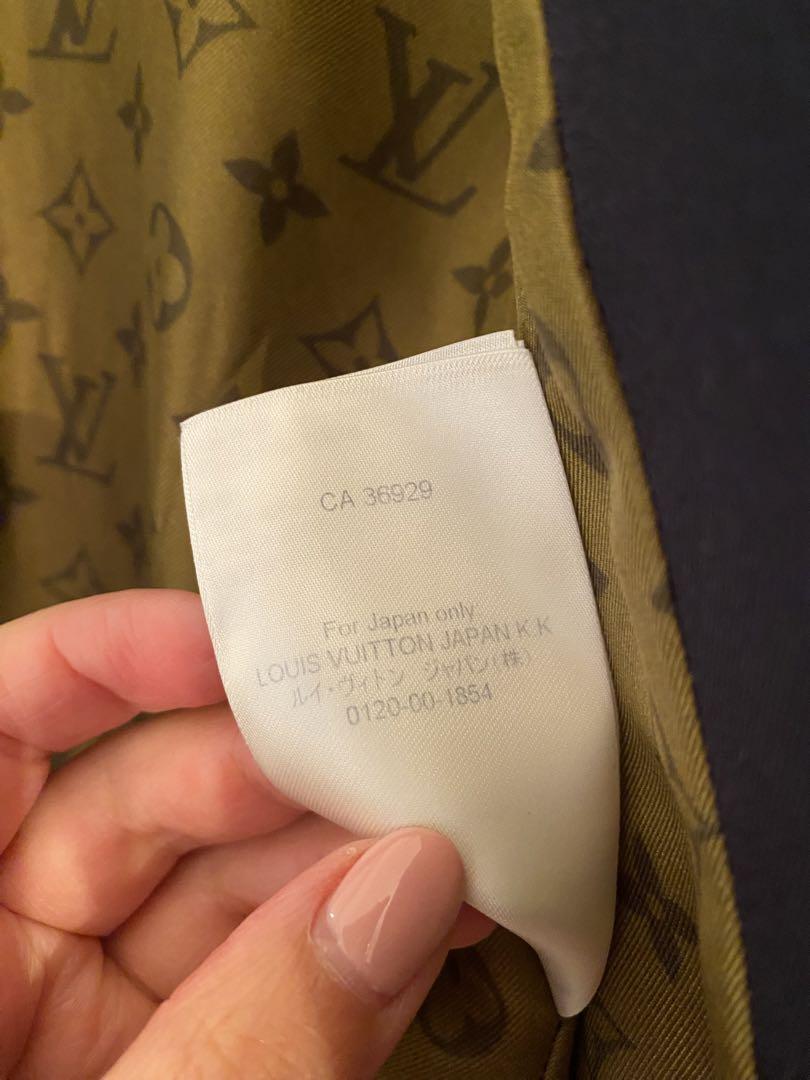 CA 36929
For Japan only:
LOUIS VUITTON JAPAN K.K
ルイ・ヴィトン ジャパン(株)
0120-00-1854